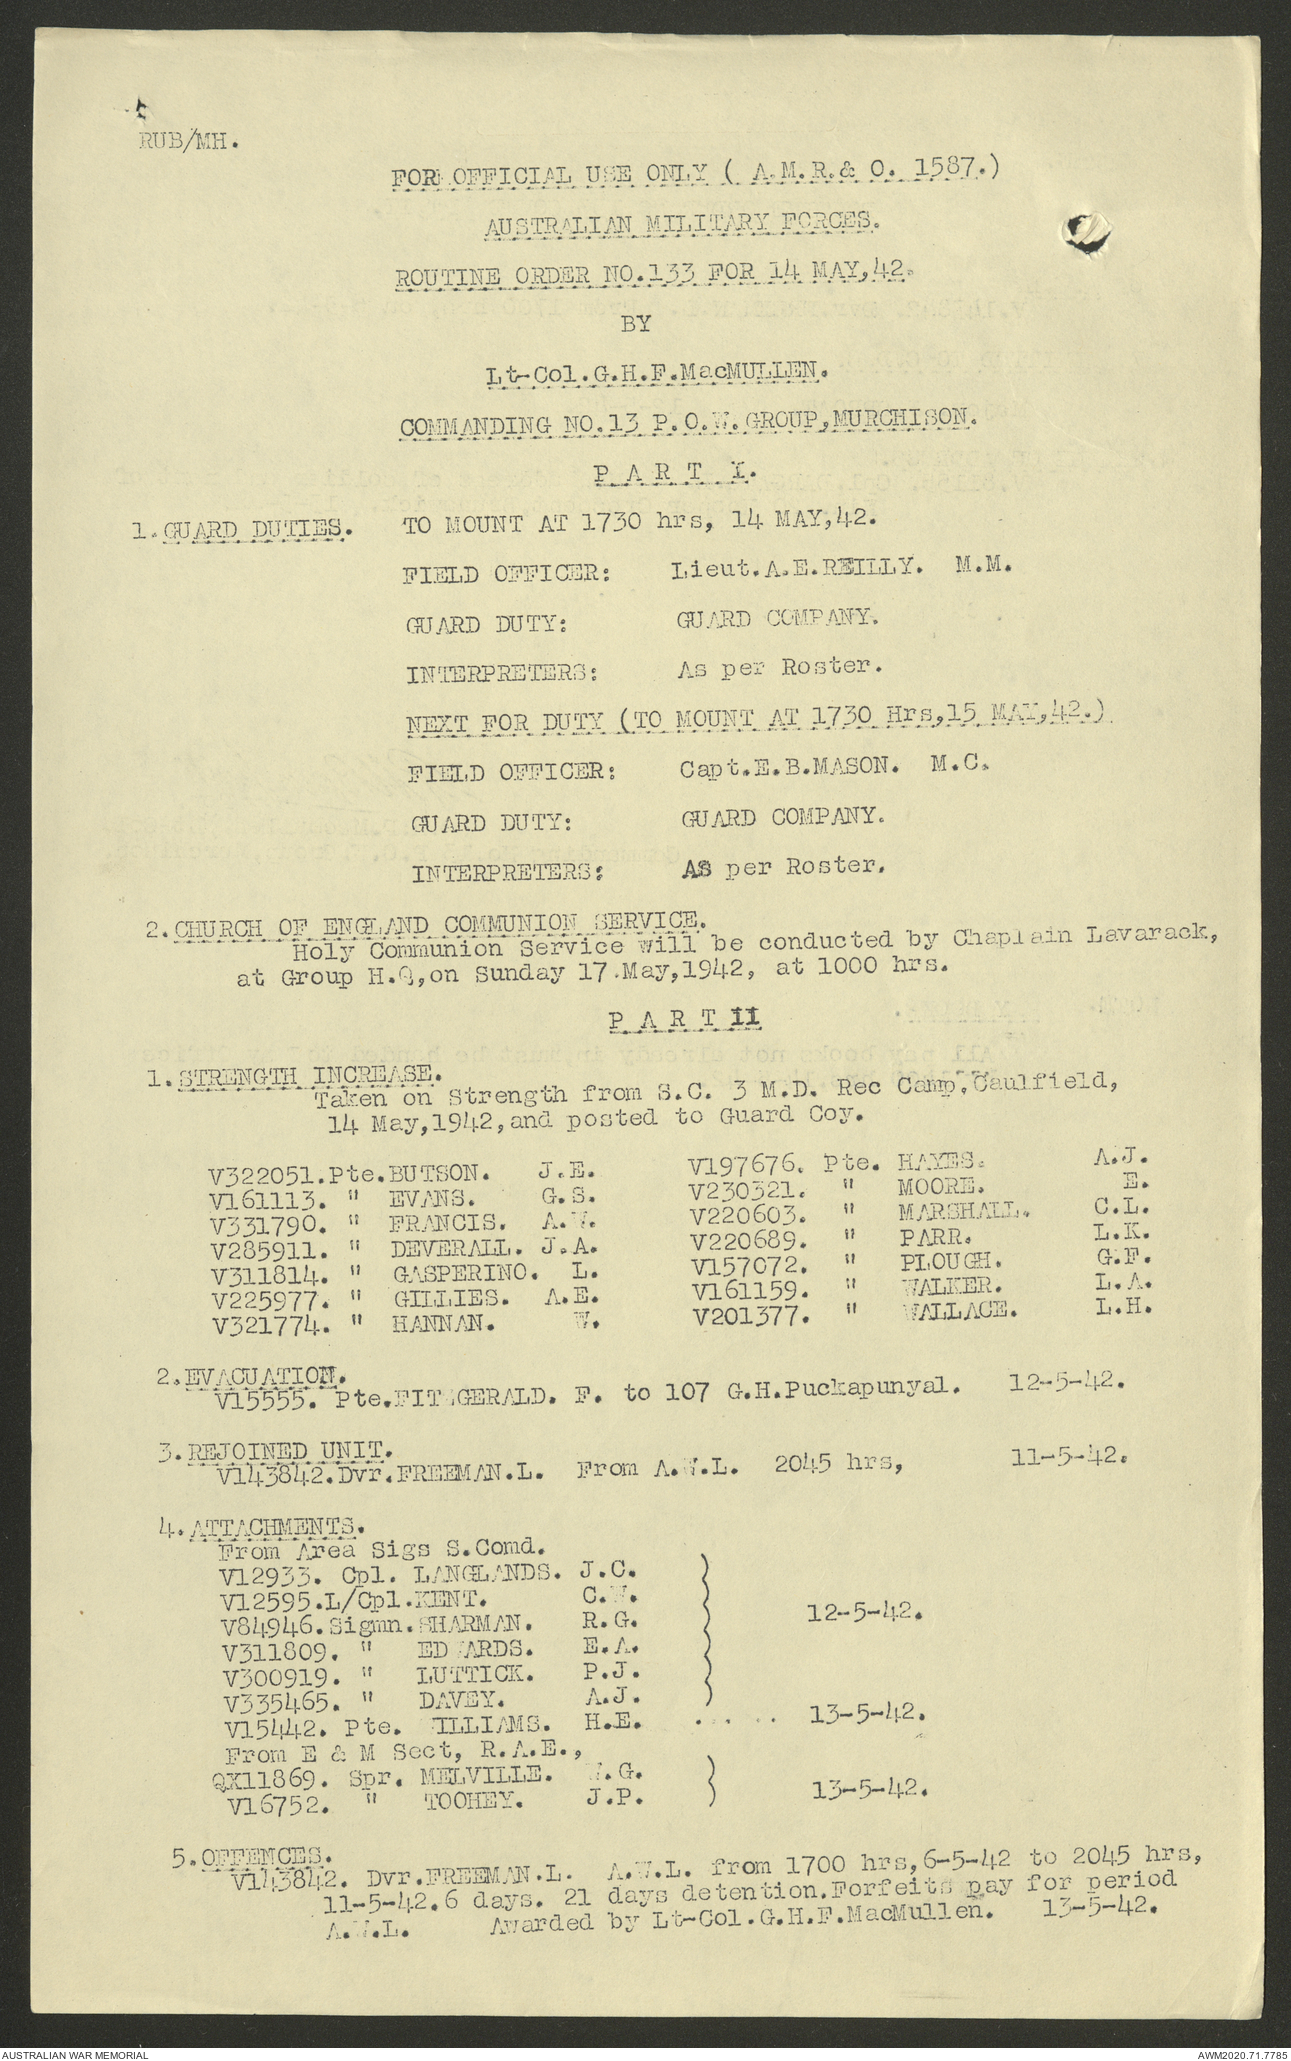 RUB/MH.
FOR OFFICIAL USE ONLY ( A.M.R.& O. 1587.)
AUSTRALIAN MILITARY FORCES.
ROUTINE ORDER NO.133 FOR 14 MAY,42.
BY
Lt-Col.G.H.F.MacMULLEN.
COMMANDING NO.13 P.O.W.GROUP,MURCHISON.
P A R T I.
1.GUARD DUTIES. TO MOUNT AT 1730 hrs, 14 MAY,42.
FIELD OFFICER: Lieut.A.E.REILLY. M.M.
GUARD DUTY: GUARD COMPANY.
INTERPRETERS: As per Roster.
NEXT FOR DUTY (TO MOUNT AT 1730 Hrs,15 MAY,42.)
FIELD OFFICER: Capt.E.B.MASON. M.C.
GUARD DUTY: GUARD COMPANY.
INTERPRETERS: AS per Roster.
2.CHURCH OF ENGLAND COMMUNION SERVICE.
Holy Communion Service will be conducted by Chaplain Lavarack,
at Group H.Q,on Sunday 17.May,1942, at 1000 hrs.
P A R T II
1.STRENGTH INCREASE.
Taken on Strength from S.C. 3 M.D. Rec Camp,Caulfield,
14 May,1942,and posted to Guard Coy.
V322051.Pte.BUTSON. J.E. V197676. Pte. HAYES. A.J.
V161113. " EVANS. G.S. V230321. " MOORE. E.
V331790. " FRANCIS. A.W. V220603. " MARSHALL. C.L.
V285911. " DEVERALL. J.A. V220689. " PARR. L.K.
V311814. " GASPERINO. L. V157072. " PLOUGH. G.F.
V225977. " GILLIES. A.E. V161159. " WALKER. L.A.
V321774. " HANNAN. W. V201377. " WALLACE. L.H.
2.EVACUATION.
V15555. Pte.FITZGERALD. F. to 107 G.H.Puckapunyal. 12-5-42.
3.REJOINED UNIT.
V143842.Dvr.FREEMAN.L. From A.W.L. 2045 hrs, 11-5-42.
4.ATTACHMENTS.
From Area Sigs S.Comd.
V12933. Cpl. LANGLANDS. J.C.
V12595.L/Cpl.KENT. C.W.
V84946.Sigmn.SHARMAN. R.G. 12-5-42.
V311809. " EDWARDS. E.A.
V300919. " LUTTICK. P.J.
V335465. " DAVEY. A.J.
V15442. Pte. WILLIAMS. H.E. ..... 13-5-42.
From E & M Sect, R.A.E.,
QX11869. Spr. MELVILLE. W.G.
V16752. " TOOHEY. J.P. 13-5-42.
5.OFFENCES.
V143842. Dvr.FREEMAN.L. A.W.L. from 1700 hrs,6-5-42 to 2045 hrs,
11-5-42.6 days. 21 days detention.Forfeits pay for period
A.W.L. Awarded by Lt-Col.G.H.F.MacMullen. 13-5-42.
AUSTRALIAN WAR MEMORIAL AWM2020.71.7785